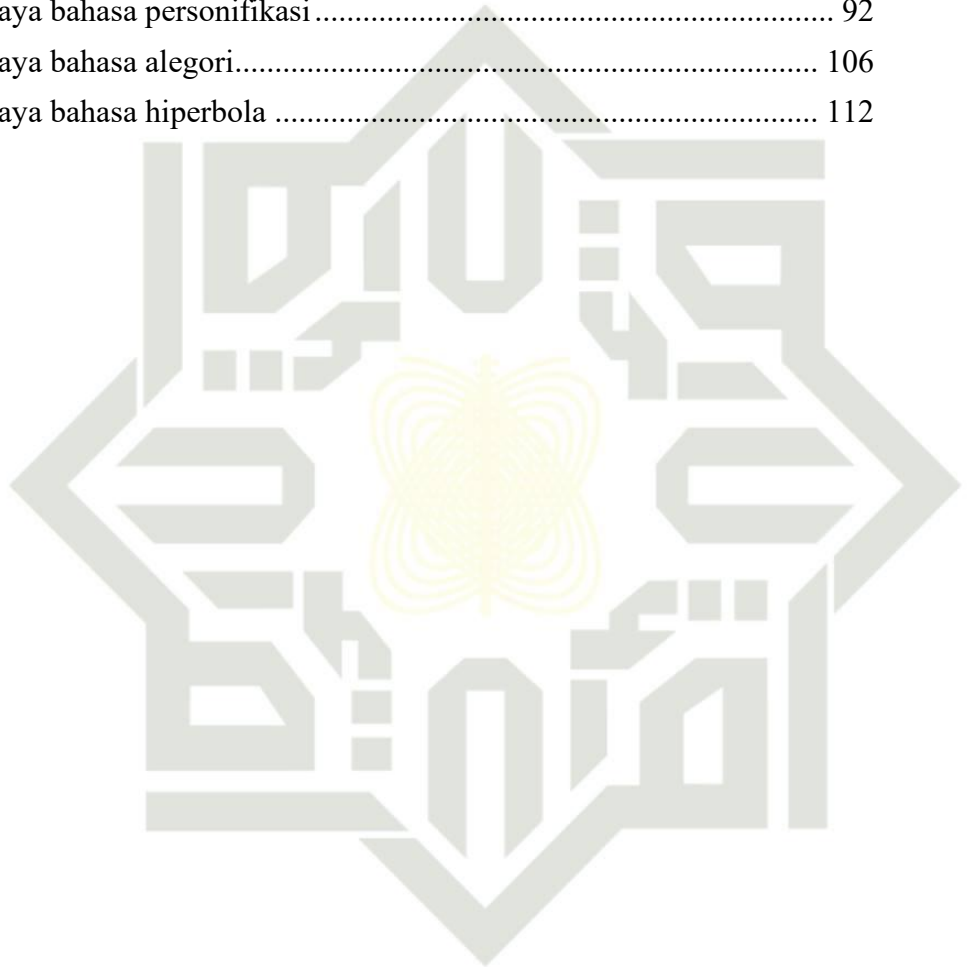 aya bahasa personifikasi.................................................................. 92
aya bahasa alegori.......................................................................... 106
aya bahasa hiperbola ..................................................................... 112